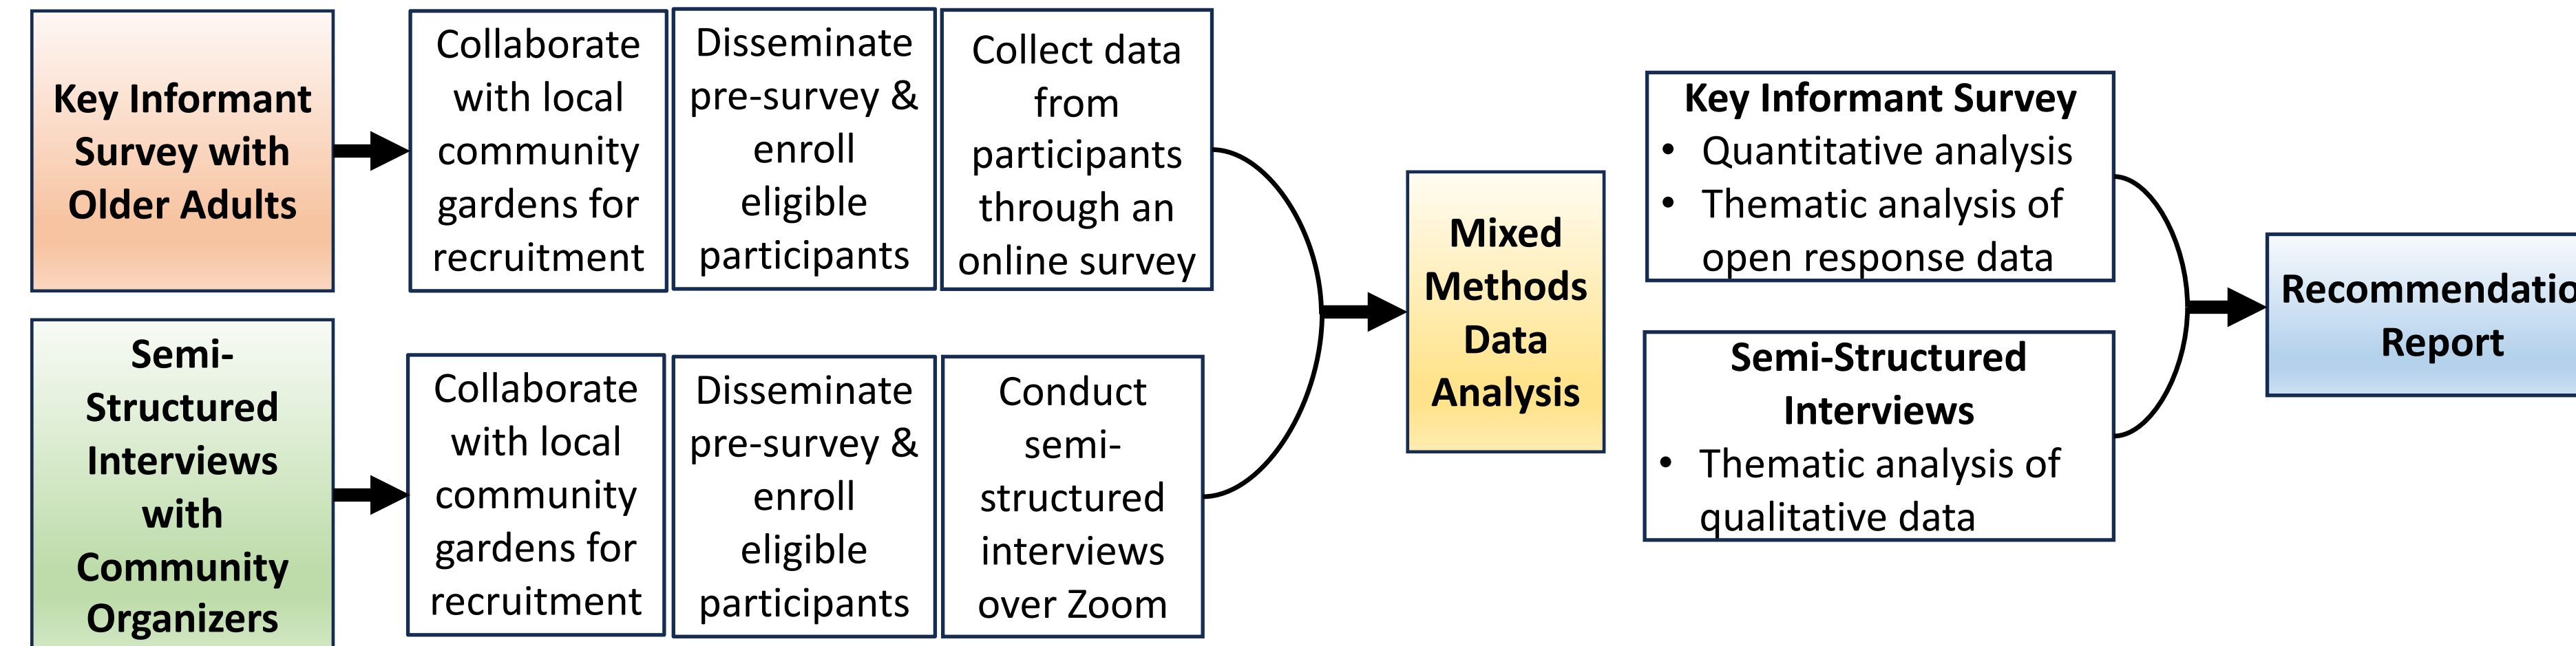 Key Informant
Survey with
Older Adults
Collaborate
with local
community
gardens for
recruitment
Disseminate
pre-survey &
enroll
eligible
participants
Collect data
from
participants
through an
online survey
Semi-
Structured
Interviews
with
Community
Organizers
Collaborate
with local
community
gardens for
recruitment
Disseminate
pre-survey &
enroll
eligible
participants
Conduct
semi-
structured
interviews
over Zoom
Mixed
Methods
Data
Analysis
Key Informant Survey
• Quantitative analysis
• Thematic analysis of
open response data
Semi-Structured
Interviews
• Thematic analysis of
qualitative data
Recommendatio
Report